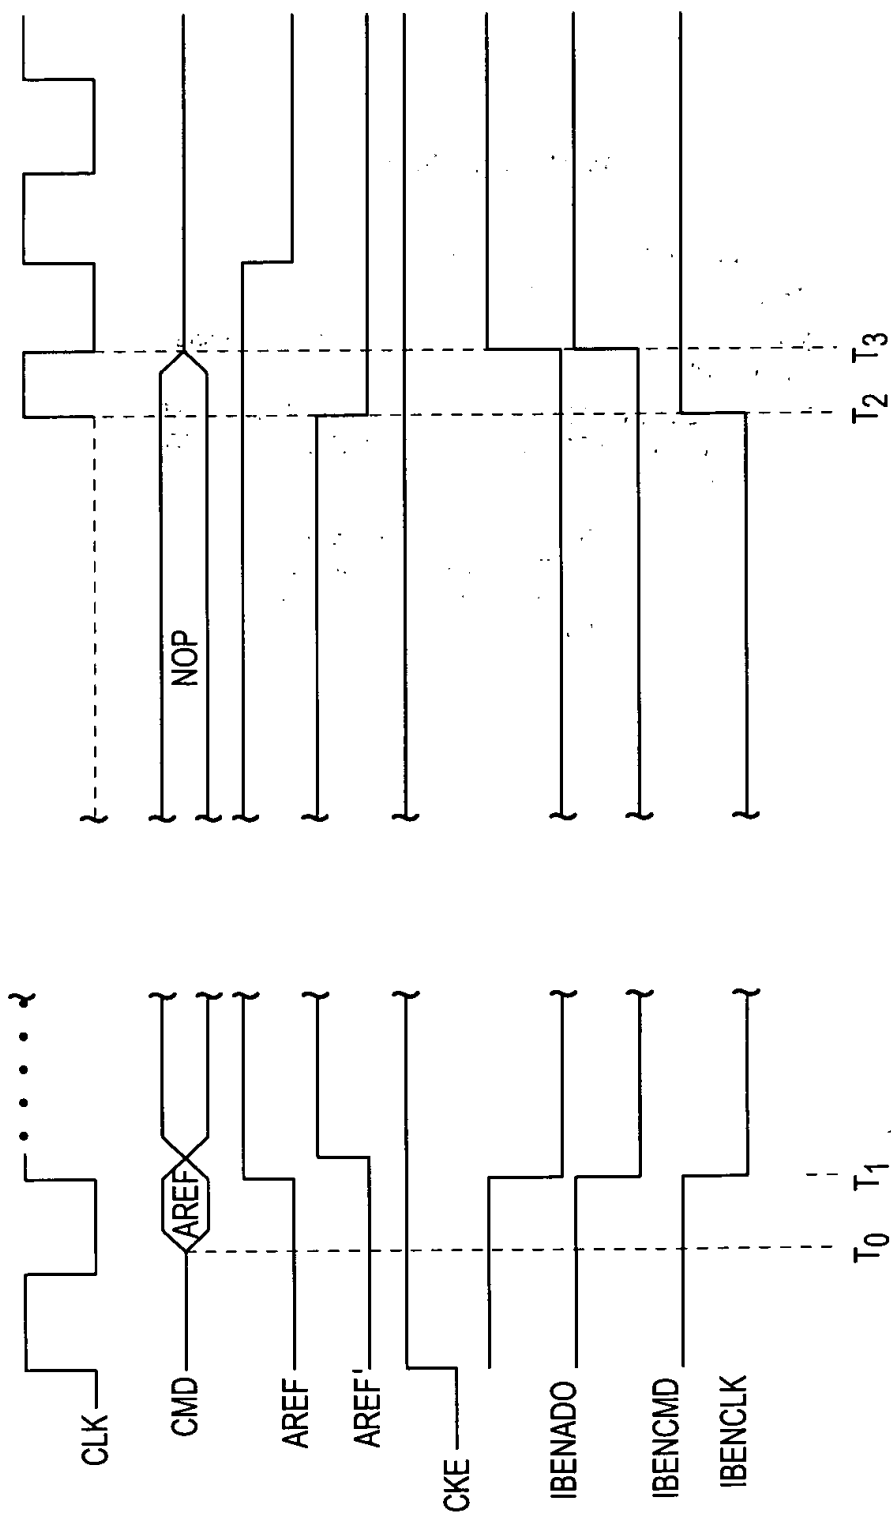 CLK
CMD
AREF
NOP
AREF
AREF'
CKE
IBENADO
IBENCMD
IBENCLK
T0
T1
T2
T3